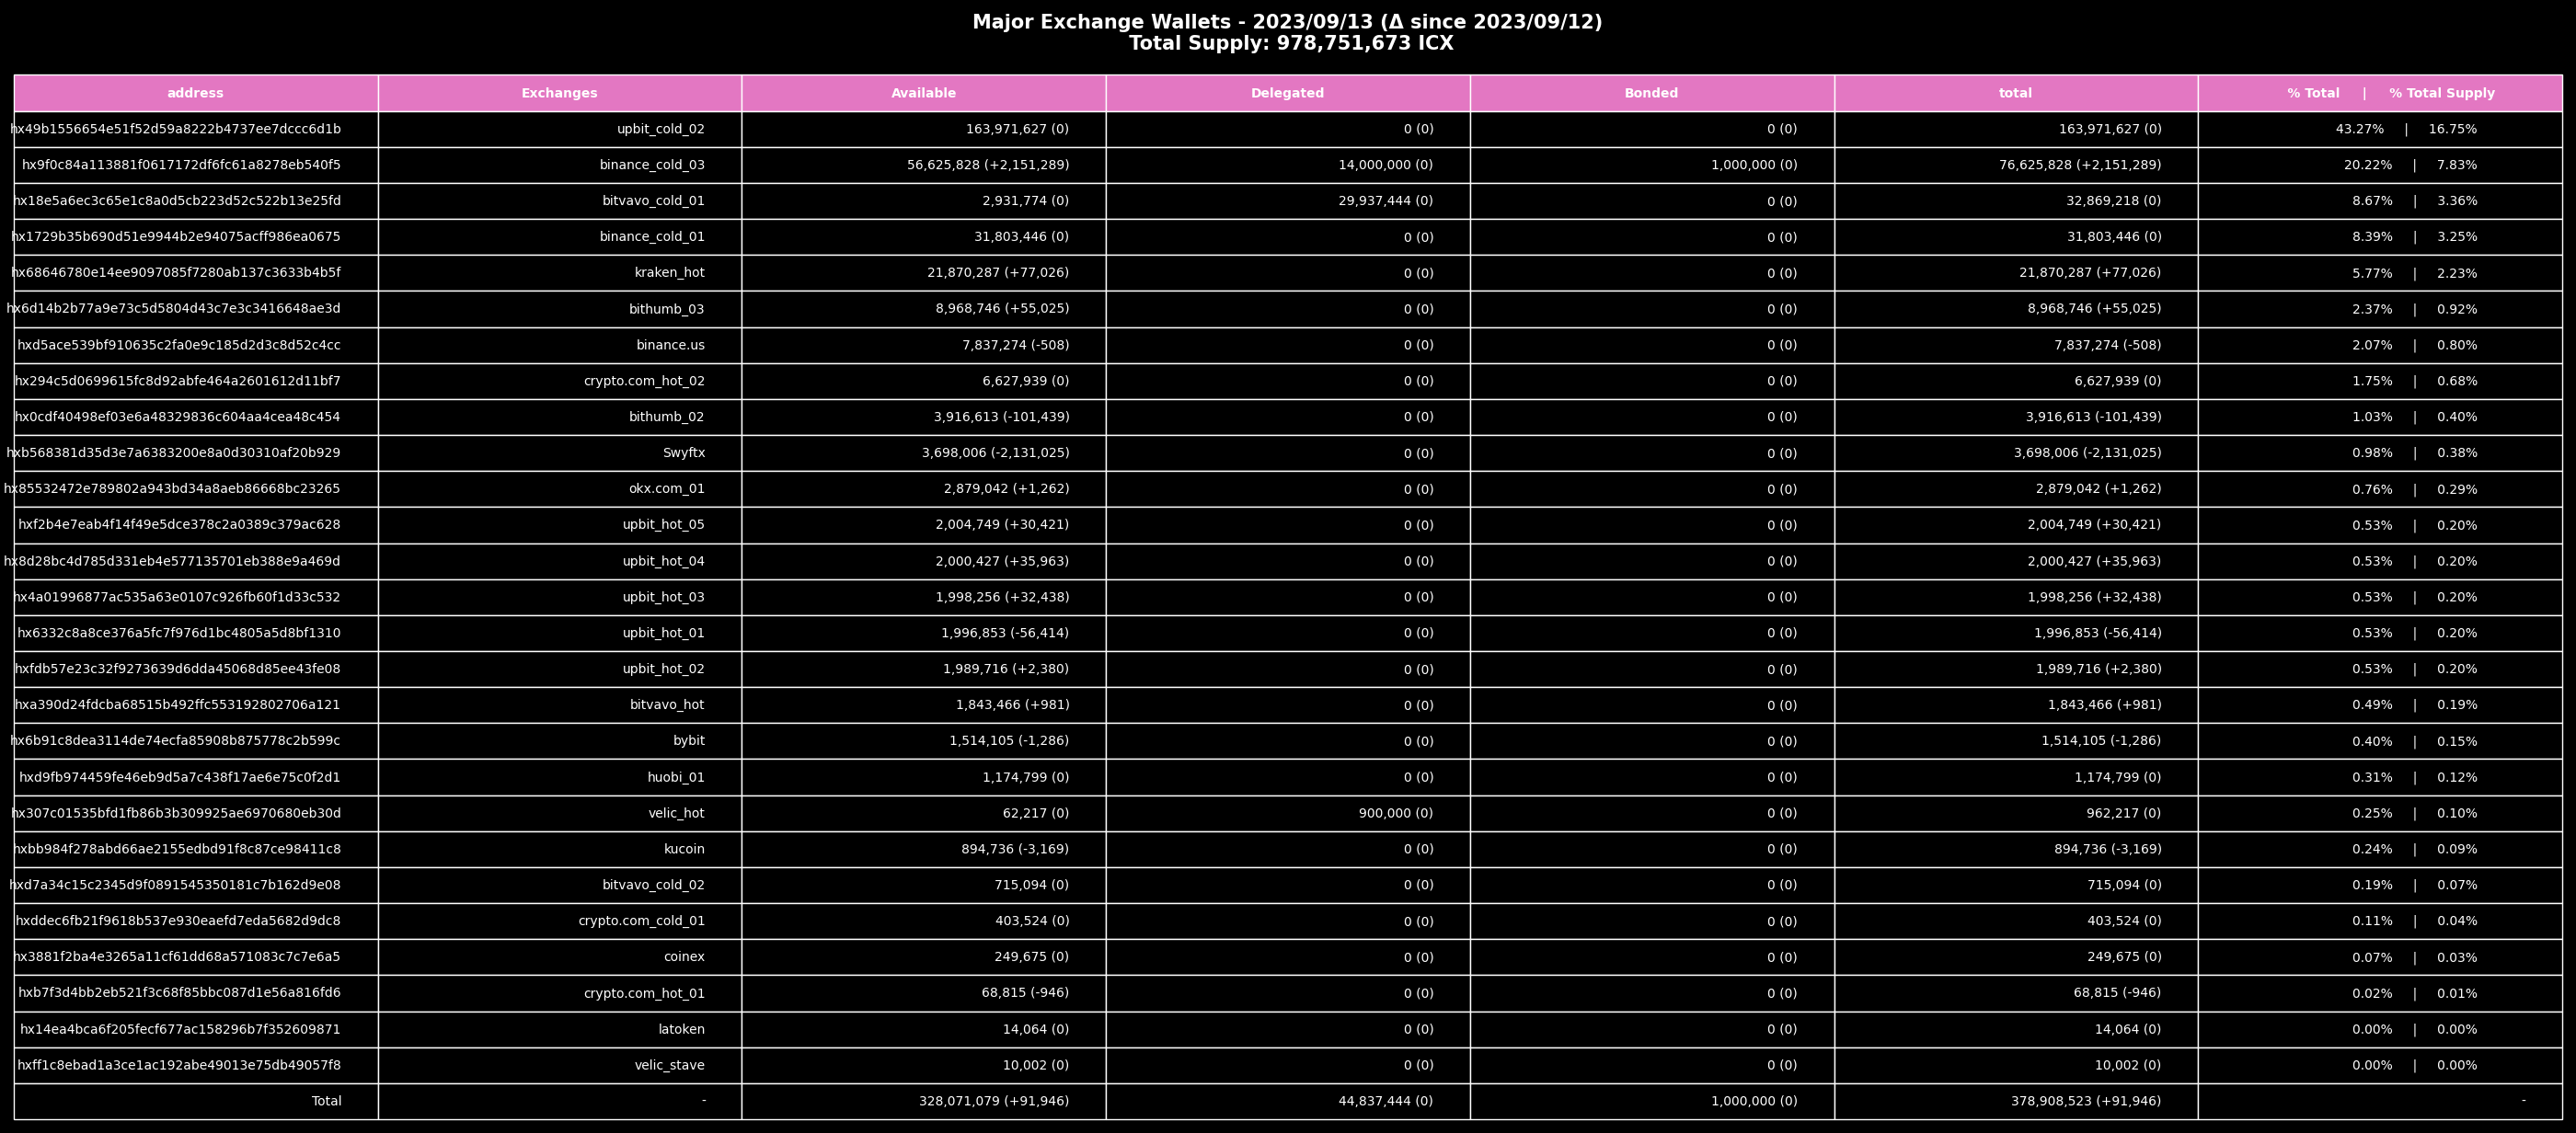 Major Exchange Wallets - 2023/09/13 (Δ since 2023/09/12)
Total Supply: 978,751,673 ICX
address Exchanges Available Delegated Bonded total % Total | % Total Supply
hx49b1556654e51f52d59a8222b4737ee7dccc6d1b upbit_cold_02 163,971,627 (0) 0 (0) 0 (0) 163,971,627 (0) 43.27% | 16.75%
hx9f0c84a113881f0617172df6fc61a8278eb540f5 binance_cold_03 56,625,828 (+2,151,289) 14,000,000 (0) 1,000,000 (0) 76,625,828 (+2,151,289) 20.22% | 7.83%
hx18e5a6ec3c65e1c8a0d5cb223d52c522b13e25fd bitvavo_cold_01 2,931,774 (0) 29,937,444 (0) 0 (0) 32,869,218 (0) 8.67% | 3.36%
hx1729b35b690d51e9944b2e94075acff986ea0675 binance_cold_01 31,803,446 (0) 0 (0) 0 (0) 31,803,446 (0) 8.39% | 3.25%
hx68646780e14ee9097085f7280ab137c3633b4b5f kraken_hot 21,870,287 (+77,026) 0 (0) 0 (0) 21,870,287 (+77,026) 5.77% | 2.23%
hx6d14b2b77a9e73c5d5804d43c7e3c3416648ae3d bithumb_03 8,968,746 (+55,025) 0 (0) 0 (0) 8,968,746 (+55,025) 2.37% | 0.92%
hxd5ace539bf910635c2fa0e9c185d2d3c8d52c4cc binance.us 7,837,274 (-508) 0 (0) 0 (0) 7,837,274 (-508) 2.07% | 0.80%
hx294c5d0699615fc8d92abfe464a2601612d11bf7 crypto.com_hot_02 6,627,939 (0) 0 (0) 0 (0) 6,627,939 (0) 1.75% | 0.68%
hx0cdf40498ef03e6a48329836c604aa4cea48c454 bithumb_02 3,916,613 (-101,439) 0 (0) 0 (0) 3,916,613 (-101,439) 1.03% | 0.40%
hxb568381d35d3e7a6383200e8a0d30310af20b929 Swyftx 3,698,006 (-2,131,025) 0 (0) 0 (0) 3,698,006 (-2,131,025) 0.98% | 0.38%
hx85532472e789802a943bd34a8aeb86668bc23265 okx.com_01 2,879,042 (+1,262) 0 (0) 0 (0) 2,879,042 (+1,262) 0.76% | 0.29%
hxf2b4e7eab4f14f49e5dce378c2a0389c379ac628 upbit_hot_05 2,004,749 (+30,421) 0 (0) 0 (0) 2,004,749 (+30,421) 0.53% | 0.20%
hx8d28bc4d785d331eb4e577135701eb388e9a469d upbit_hot_04 2,000,427 (+35,963) 0 (0) 0 (0) 2,000,427 (+35,963) 0.53% | 0.20%
hx4a01996877ac535a63e0107c926fb60f1d33c532 upbit_hot_03 1,998,256 (+32,438) 0 (0) 0 (0) 1,998,256 (+32,438) 0.53% | 0.20%
hx6332c8a8ce376a5fc7f976d1bc4805a5d8bf1310 upbit_hot_01 1,996,853 (-56,414) 0 (0) 0 (0) 1,996,853 (-56,414) 0.53% | 0.20%
hxfdb57e23c32f9273639d6dda45068d85ee43fe08 upbit_hot_02 1,989,716 (+2,380) 0 (0) 0 (0) 1,989,716 (+2,380) 0.53% | 0.20%
hxa390d24fdcba68515b492ffc553192802706a121 bitvavo_hot 1,843,466 (+981) 0 (0) 0 (0) 1,843,466 (+981) 0.49% | 0.19%
hx6b91c8dea3114de74ecfa85908b875778c2b599c bybit 1,514,105 (-1,286) 0 (0) 0 (0) 1,514,105 (-1,286) 0.40% | 0.15%
hxd9fb974459fe46eb9d5a7c438f17ae6e75c0f2d1 huobi_01 1,174,799 (0) 0 (0) 0 (0) 1,174,799 (0) 0.31% | 0.12%
hx307c01535bfd1fb86b3b309925ae6970680eb30d velic_hot 62,217 (0) 900,000 (0) 0 (0) 962,217 (0) 0.25% | 0.10%
hxbb984f278abd66ae2155edbd91f8c87ce98411c8 kucoin 894,736 (-3,169) 0 (0) 0 (0) 894,736 (-3,169) 0.24% | 0.09%
hxd7a34c15c2345d9f0891545350181c7b162d9e08 bitvavo_cold_02 715,094 (0) 0 (0) 0 (0) 715,094 (0) 0.19% | 0.07%
hxddec6fb21f9618b537e930eaefd7eda5682d9dc8 crypto.com_cold_01 403,524 (0) 0 (0) 0 (0) 403,524 (0) 0.11% | 0.04%
hx3881f2ba4e3265a11cf61dd68a571083c7c7e6a5 coinex 249,675 (0) 0 (0) 0 (0) 249,675 (0) 0.07% | 0.03%
hxb7f3d4bb2eb521f3c68f85bbc087d1e56a816fd6 crypto.com_hot_01 68,815 (-946) 0 (0) 0 (0) 68,815 (-946) 0.02% | 0.01%
hx14ea4bca6f205fecf677ac158296b7f352609871 latoken 14,064 (0) 0 (0) 0 (0) 14,064 (0) 0.00% | 0.00%
hxff1c8ebad1a3ce1ac192abe49013e75db49057f8 velic_stave 10,002 (0) 0 (0) 0 (0) 10,002 (0) 0.00% | 0.00%
Total - 328,071,079 (+91,946) 44,837,444 (0) 1,000,000 (0) 378,908,523 (+91,946) -